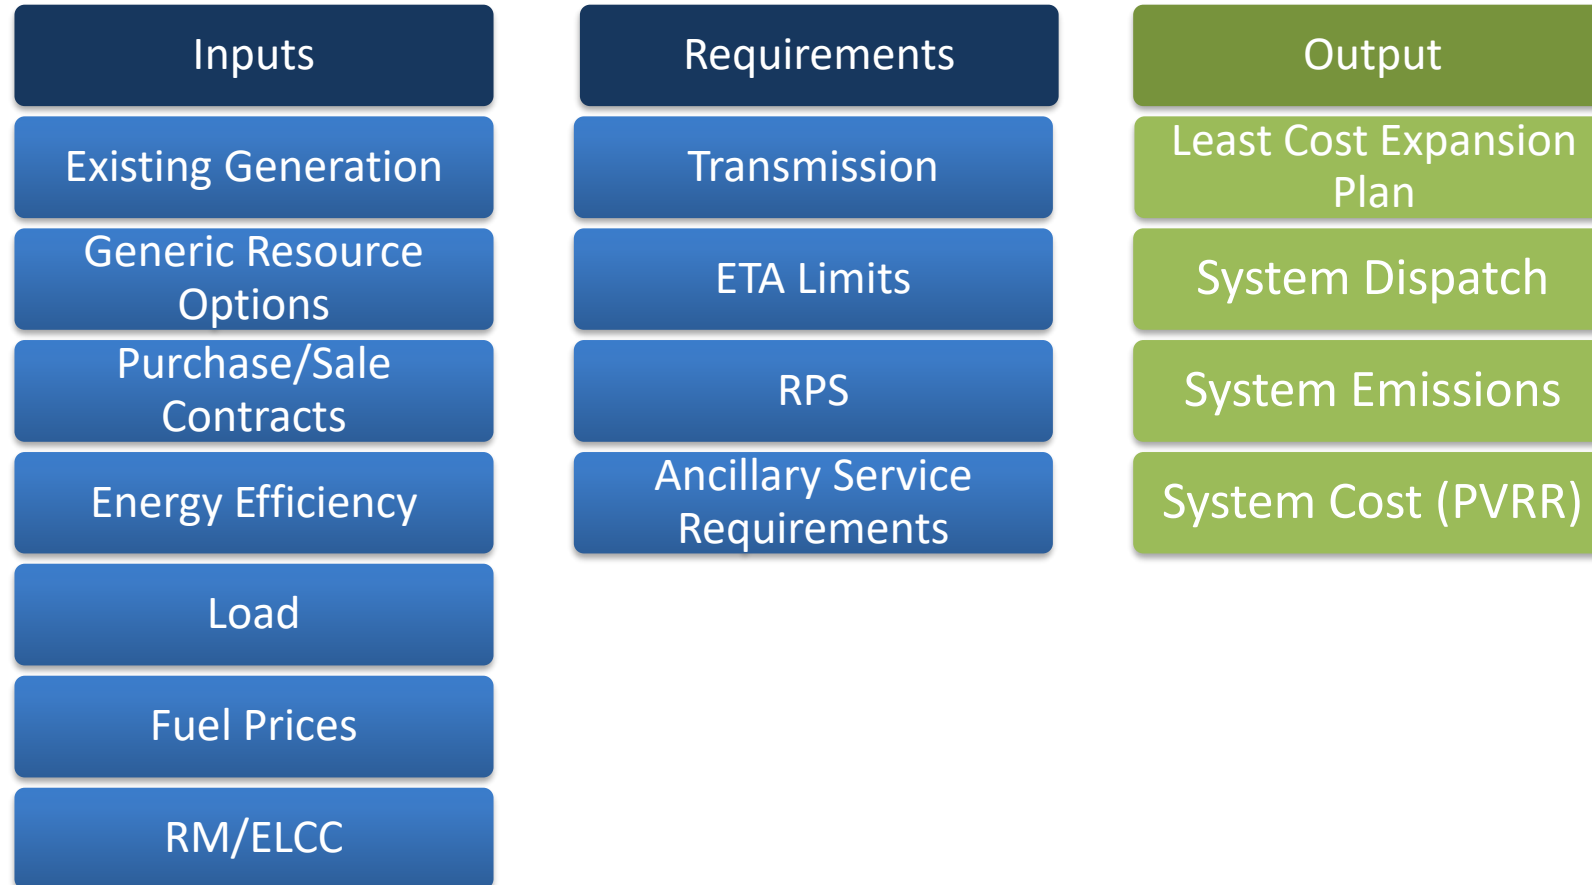 Inputs
Existing Generation
Generic Resource
Options
Purchase/Sale
Contracts
Energy Efficiency
Load
Fuel Prices
RM/ELCC
Requirements
Transmission
ETA Limits
RPS
Ancillary Service
Requirements
Output
Least Cost Expansion
Plan
System Dispatch
System Emissions
System Cost (PVRR)